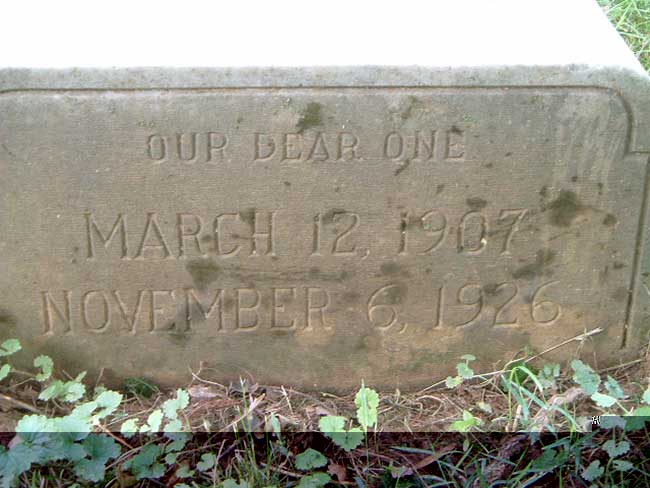 OUR DEAR ONE
MARCH 12, 1907
NOVEMBER 6, 1926